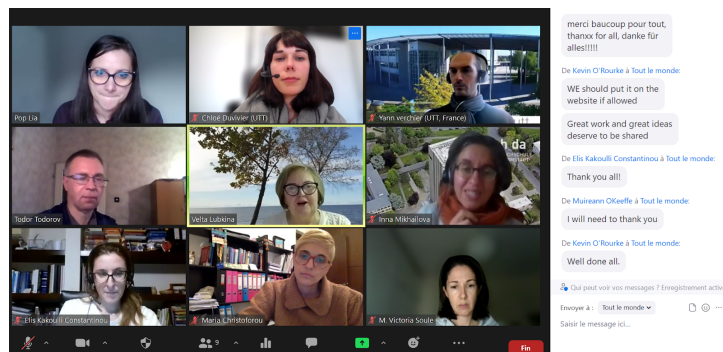 Pop Lia
Chloé Duvivier (UTT)
Yann verchier (UTT, France)
h da
Todor Todorov
Velta Lubkina
Inna Mikhailova
Elis Kakoulli Constantinou
Maria Christoforou
M. Victoria Soule
9
Fin
merci baucoup pour tout,
thanxx for all, danke für
alles!!!!!
De Kevin O'Rourke à Tout le monde:
WE should put it on the
website if allowed
Great work and great ideas
deserve to be shared
De Elis Kakoulli Constantinou à Tout le monde:
Thank you all!
De Muireann OKeeffe à Tout le monde:
I will need to thank you
De Kevin O'Rourke à Tout le monde:
Well done all.
Qui peut voir vos messages ? Enregistrement activ
Envoyer à : Tout le monde
Saisir le message ici...